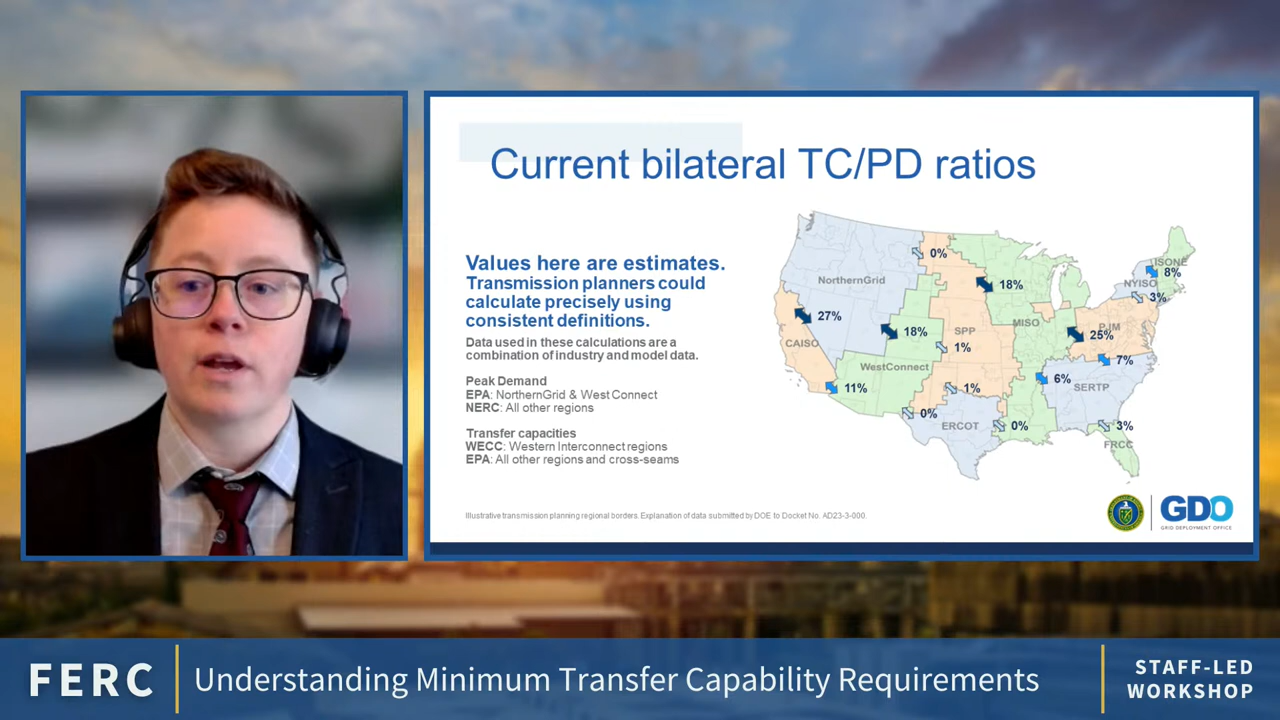 Current bilateral TC/PD ratios
Values here are estimates.
Transmission planners could
calculate precisely using
consistent definitions.
Data used in these calculations are a
combination of industry and model data.
Peak Demand
EPA: NorthernGrid & West Connect
NERC: All other regions
Transfer capacities
WECC: Western Interconnect regions
EPA: All other regions and cross-seams
0%
ISONE
8%
NorthernGrid
18%
NYISO
3%
27%
18%
SPP
MISO
PJM
25%
CAISO
1%
WestConnect
7%
11%
1%
6%
SERTP
0%
ERCOT
0%
3%
FRCC
Illustrative transmission planning regional borders. Explanation of data submitted by DOE to Docket No. AD23-3-000.
GDO
GRID DEPLOYMENT OFFICE
FERC
Understanding Minimum Transfer Capability Requirements
STAFF-LED
WORKSHOP